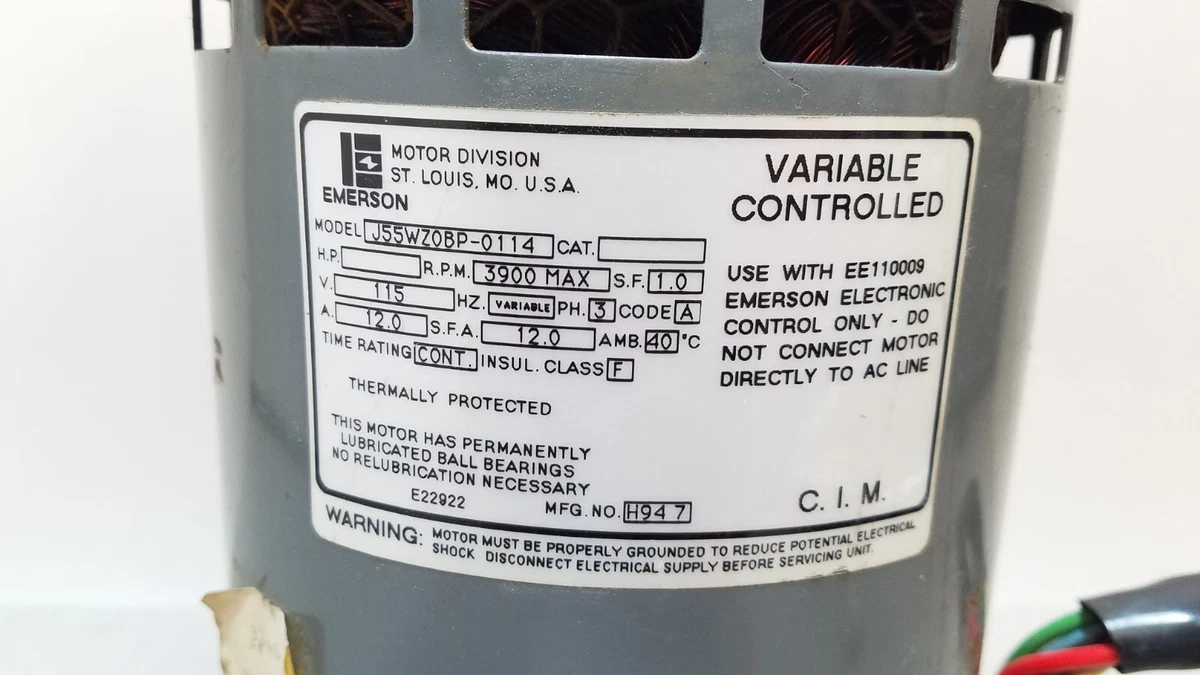 MOTOR DIVISION
ST. LOUIS, MO. U.S.A.
EMERSON
MODEL J55WZ0BP-0114 CAT.
H.P. R.P.M. 3900 MAX S.F. 1.0
V. 115 HZ. VARIABLE PH. 3 CODE A
A. 12.0 S.F.A. 12.0 AMB. 40 °C
TIME RATING CONT. INSUL. CLASS F
THERMALLY PROTECTED
THIS MOTOR HAS PERMANENTLY
LUBRICATED BALL BEARINGS
NO RELUBRICATION NECESSARY
E22922
MFG. NO. H94 7
VARIABLE
CONTROLLED
USE WITH EE110009
EMERSON ELECTRONIC
CONTROL ONLY - DO
NOT CONNECT MOTOR
DIRECTLY TO AC LINE
C. I. M.
WARNING: MOTOR MUST BE PROPERLY GROUNDED TO REDUCE POTENTIAL ELECTRICAL
SHOCK DISCONNECT ELECTRICAL SUPPLY BEFORE SERVICING UNIT.